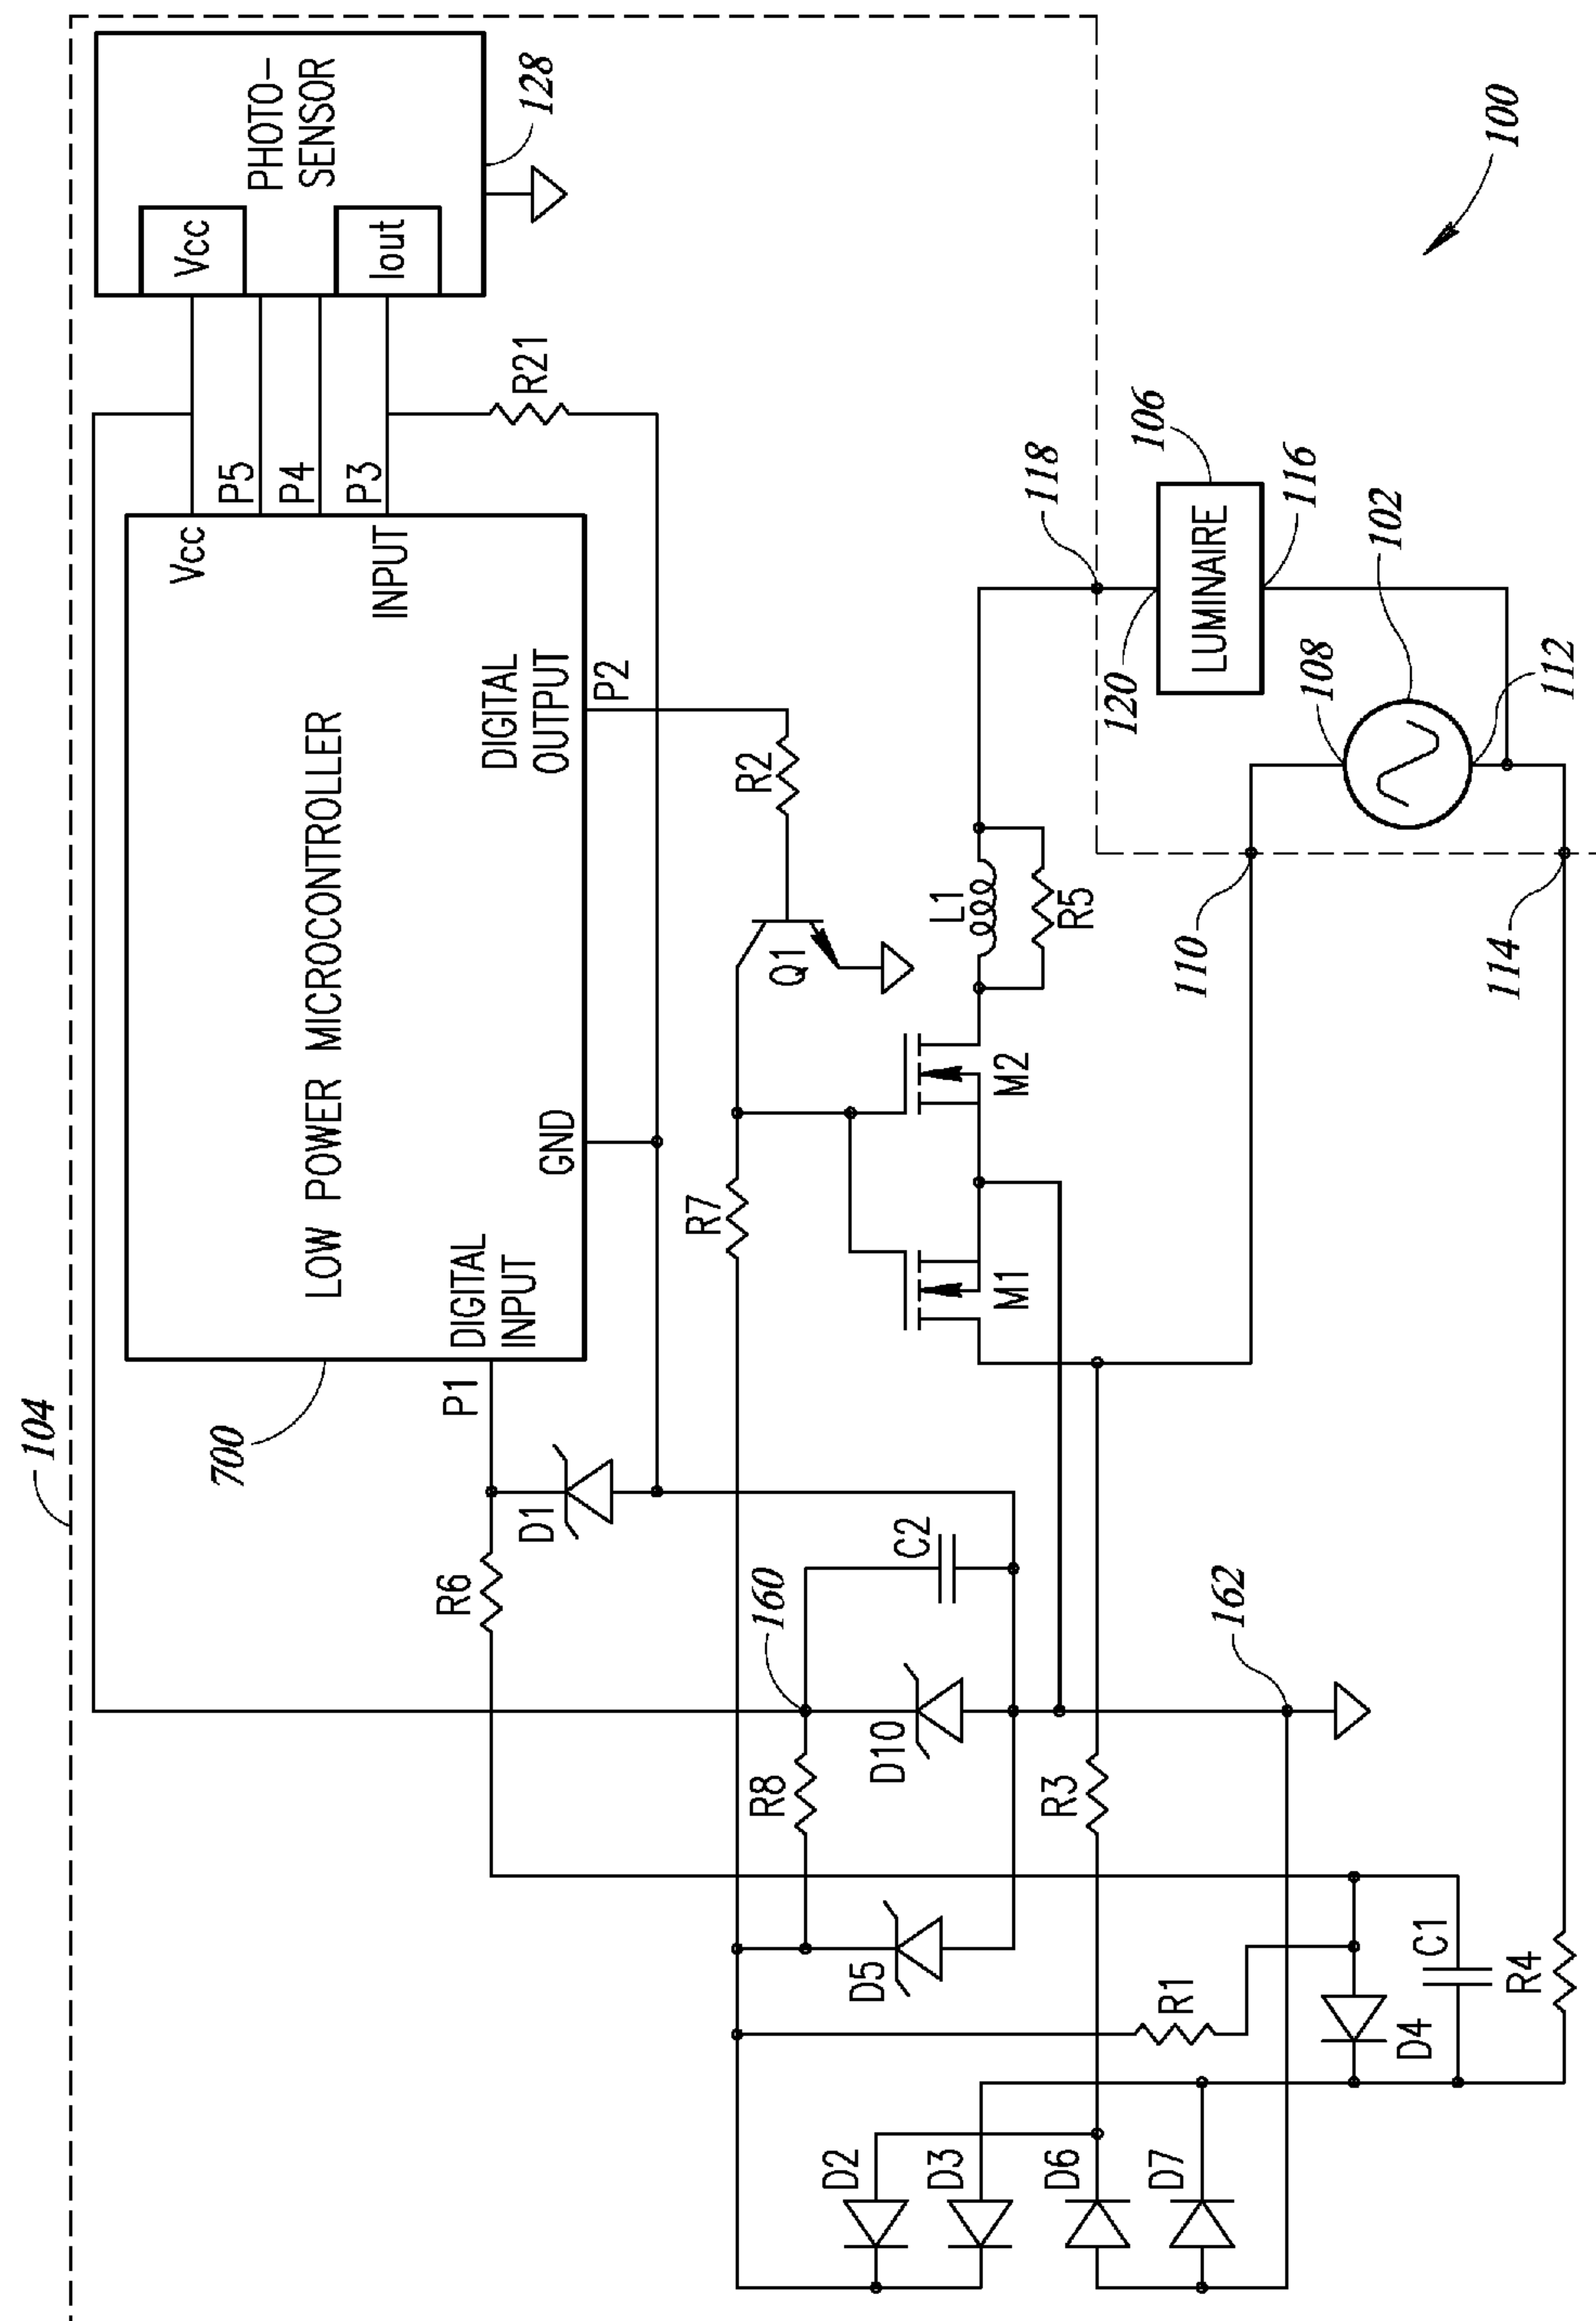 104
700
LOW POWER MICROCONTROLLER
DIGITAL
INPUT
P1
GND
DIGITAL
OUTPUT
P2
Vcc
INPUT
P5
P4
P3
PHOTO–
SENSOR
Vcc
Iout
128
R21
R6
D1
R7
R2
Q1
160
C2
R8
D10
D5
M1
M2
L1
R5
118
120
LUMINAIRE
106
116
108
102
112
110
114
100
R3
162
R1
D2
D3
D6
D7
D4
C1
R4